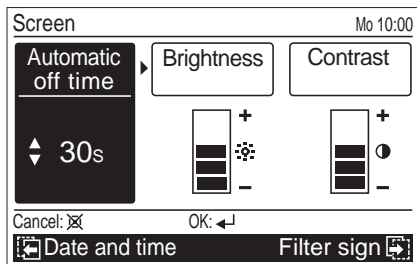 Screen Mo 10:00
Automatic off time Brightness Contrast
30s
+ +
– –
Cancel: OK:
Date and time Filter sign